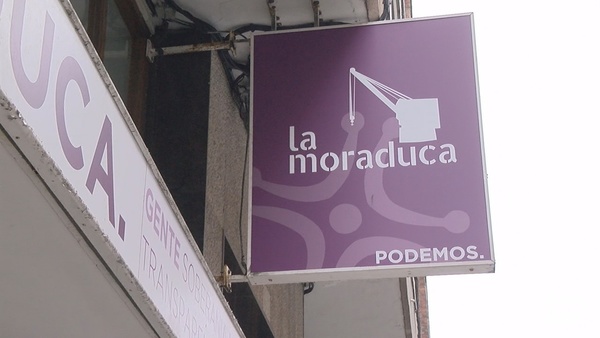 UCA.
GENTE
la
moraduca
PODEMOS.